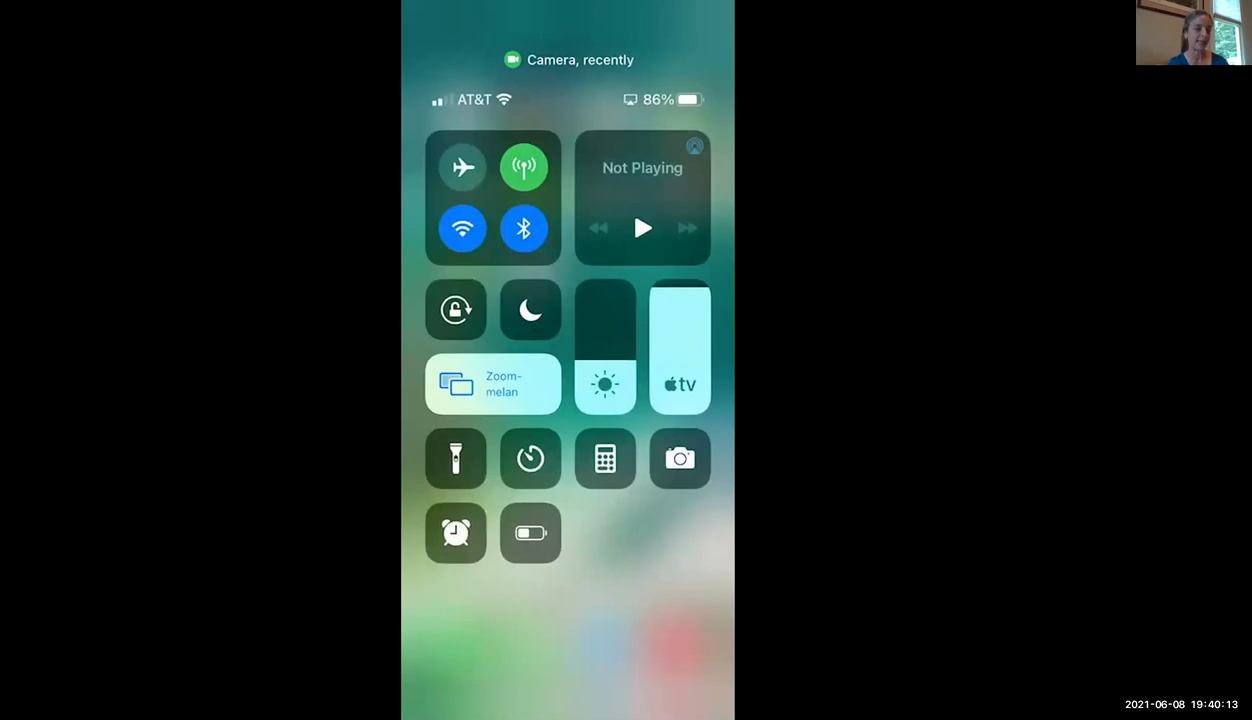 Camera, recently
AT&T
86%
Not Playing
Zoom-
melan
tv
2021-06-08 19:40:13